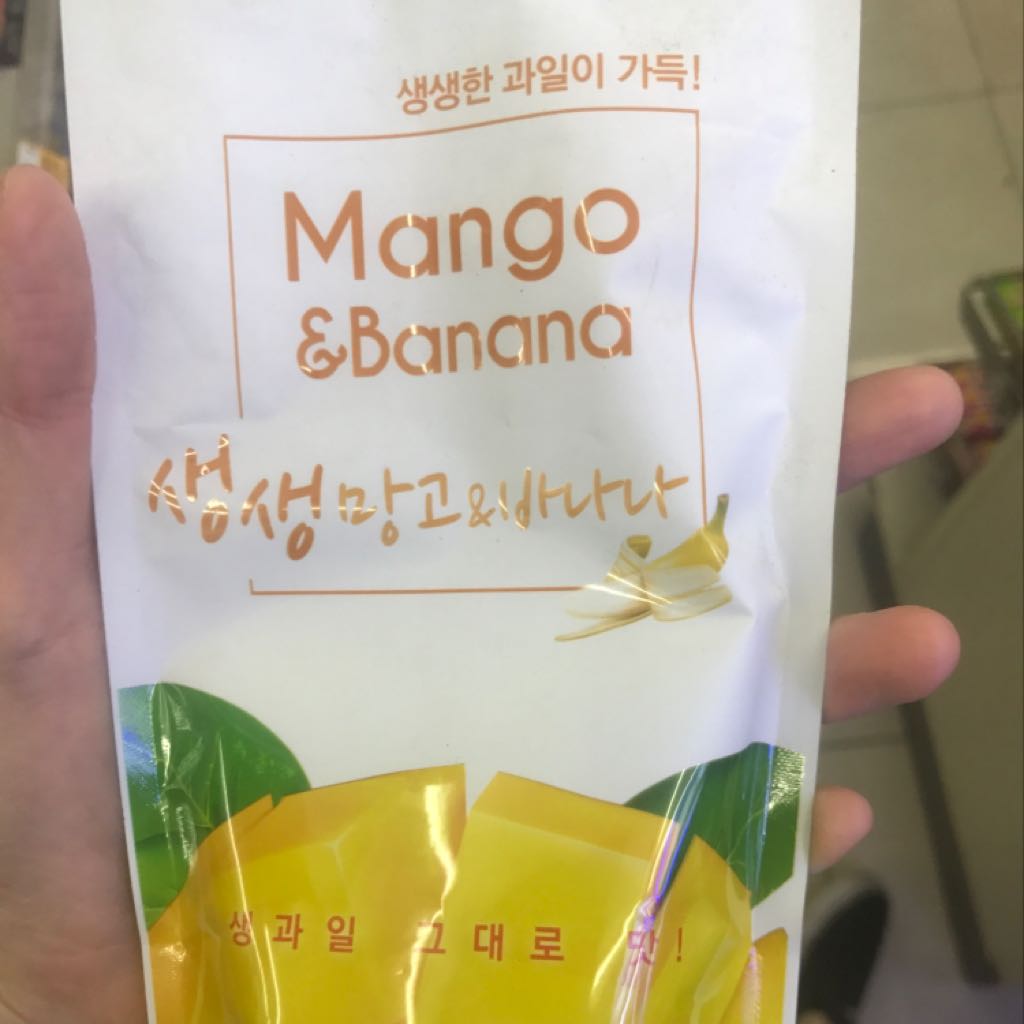 생생한 과일이 가득!
Mango
&Banana
생생망고&바나나
생과일 그대로 맛!